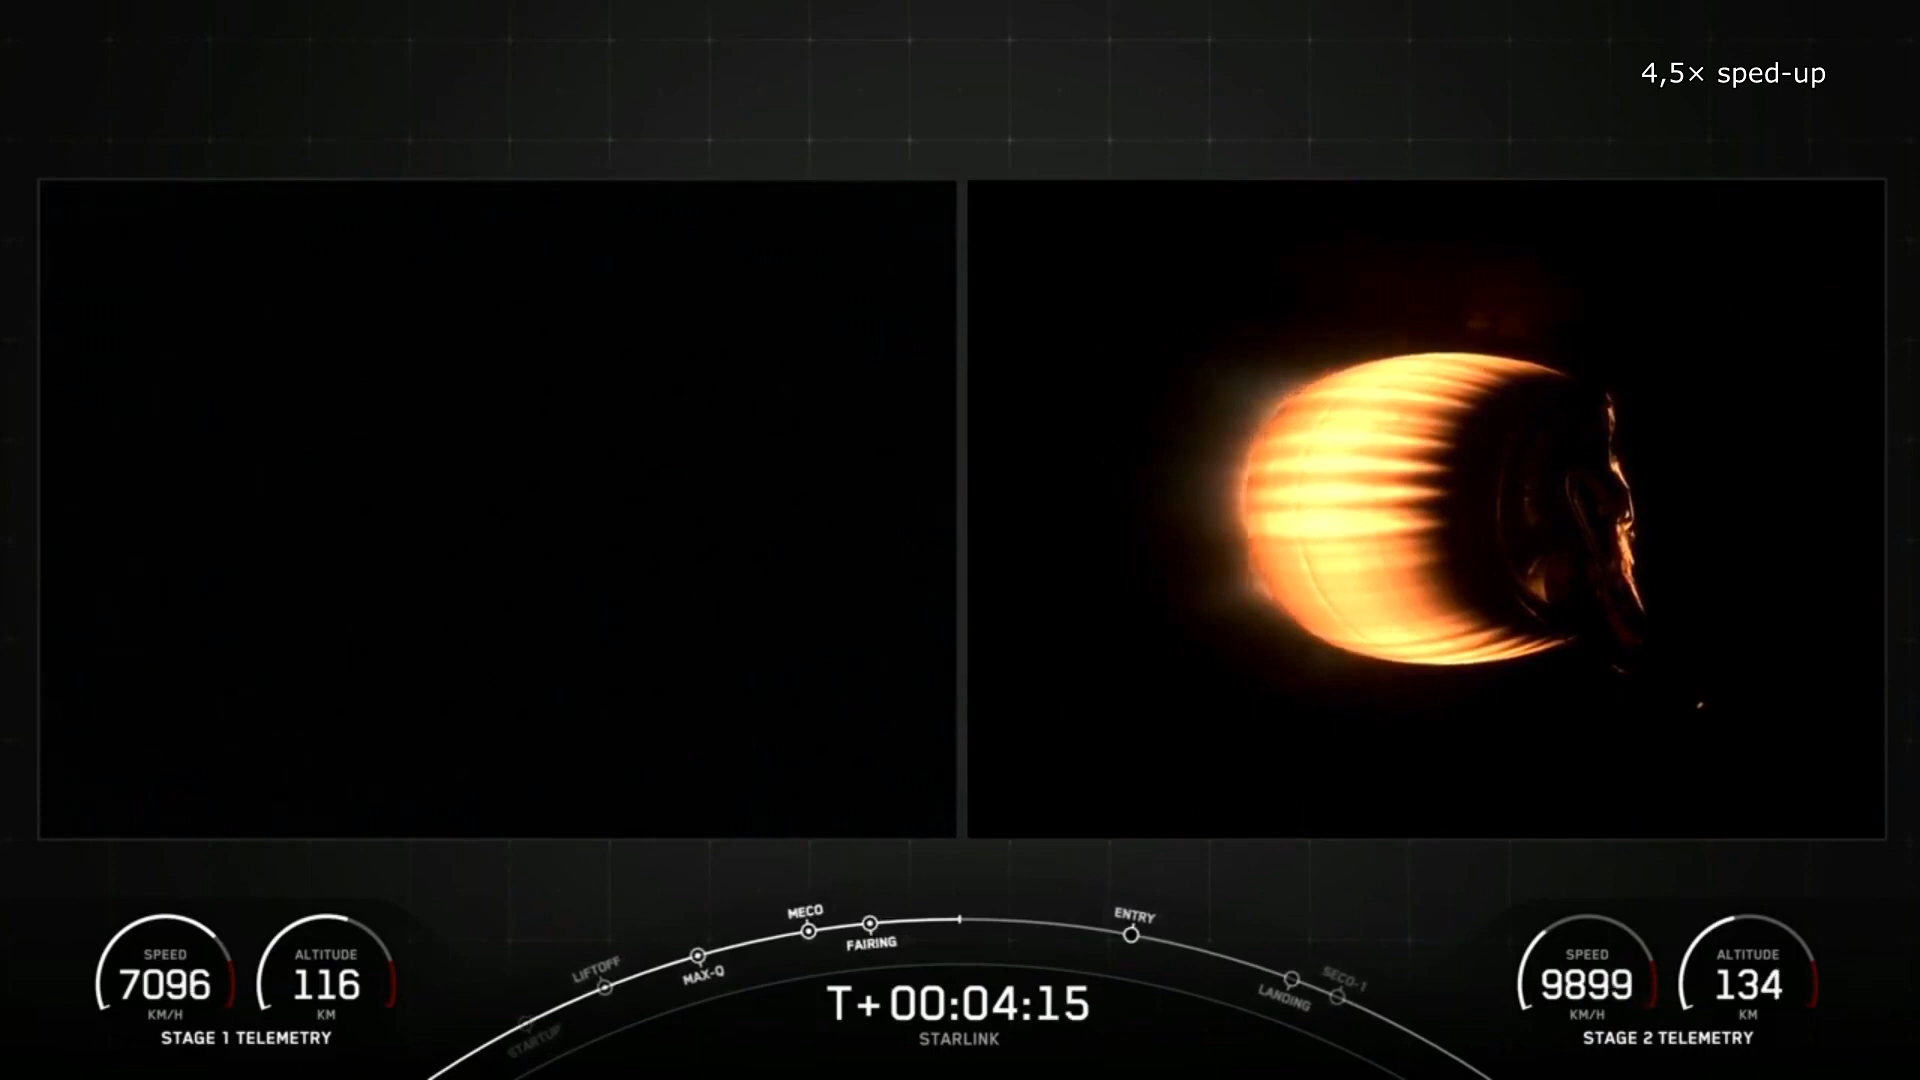 4,5× sped-up
MECO
ENTRY
FAIRING
LIFTOFF
MAX-Q
SECO-1
LANDING
STARTUP
SPEED
7096
KM/H
ALTITUDE
116
KM
STAGE 1 TELEMETRY
T+00:04:15
STARLINK
SPEED
9899
KM/H
ALTITUDE
134
KM
STAGE 2 TELEMETRY